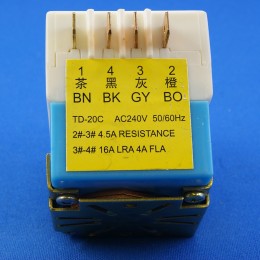 1 4 3 2
茶 黑 灰 橙
BN BK GY BO
TD-20C AC240V 50/60Hz
2#-3# 4.5A RESISTANCE
3#-4# 16A LRA 4A FLA